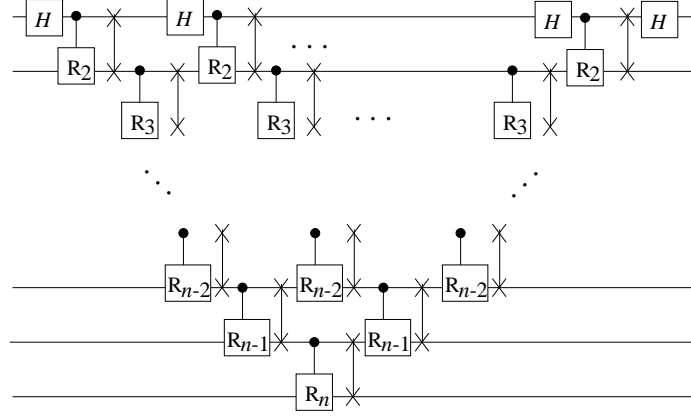 H H H H
R2 R2 R2
R3 R3 R3
Rn-2 Rn-2 Rn-2
Rn-1 Rn-1
Rn